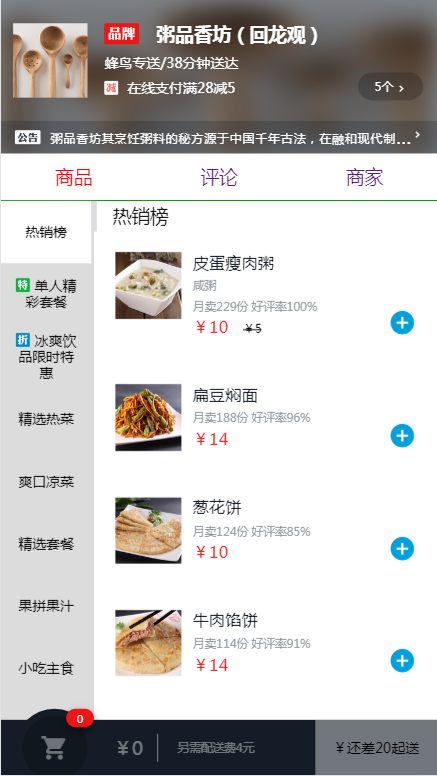 品牌 粥品香坊（回龙观）
蜂鸟专送/38分钟送达
减 在线支付满28减5
5个 >
公告 粥品香坊其烹饪粥料的秘方源于中国千年古法，在融和现代制... >
商品 评论 商家
热销榜
特 单人精
彩套餐
折 冰爽饮
品限时特
惠
精选热菜
爽口凉菜
精选套餐
果拼果汁
小吃主食
热销榜
皮蛋瘦肉粥
咸粥
月卖229份 好评率100%
￥10 ￥5
扁豆焖面
月卖188份 好评率96%
￥14
葱花饼
月卖124份 好评率85%
￥10
牛肉馅饼
月卖114份 好评率91%
￥14
0
￥0 另需配送费4元 ￥还差20起送